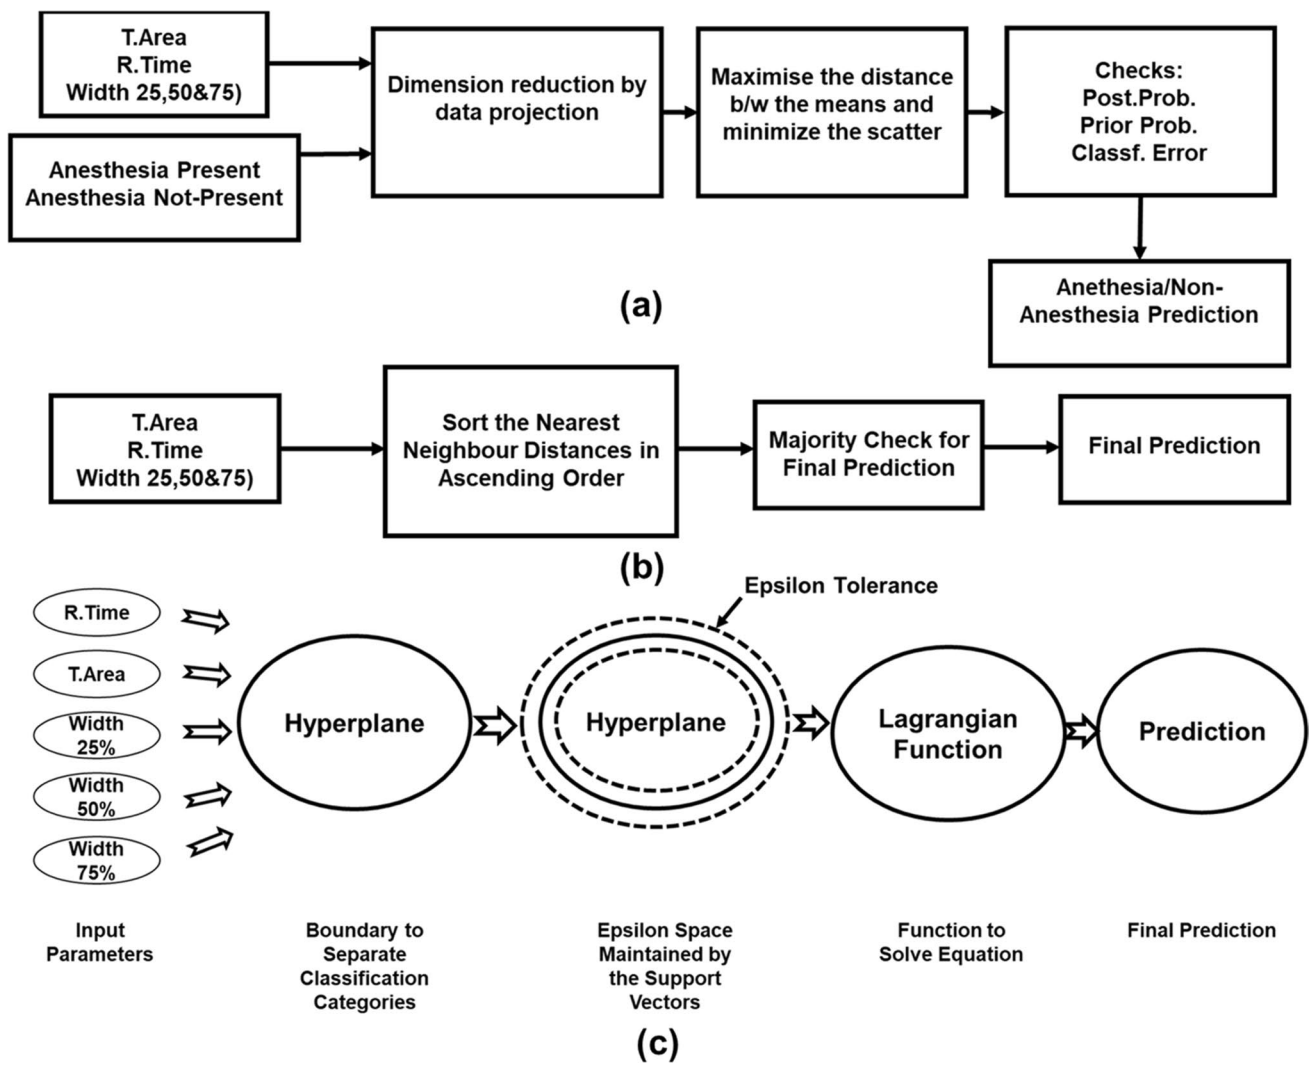 T.Area
R.Time
Width 25,50&75)
Anesthesia Present
Anesthesia Not-Present
Dimension reduction by
data projection
Maximise the distance
b/w the means and
minimize the scatter
Checks:
Post.Prob.
Prior Prob.
Classf. Error
Anethesia/Non-
Anesthesia Prediction
(a)
T.Area
R.Time
Width 25,50&75)
Sort the Nearest
Neighbour Distances in
Ascending Order
Majority Check for
Final Prediction
Final Prediction
(b)
R.Time
T.Area
Width
25%
Width
50%
Width
75%
Hyperplane
Epsilon Tolerance
Hyperplane
Lagrangian
Function
Prediction
Input
Parameters
Boundary to
Separate
Classification
Categories
Epsilon Space
Maintained by
the Support
Vectors
Function to
Solve Equation
Final Prediction
(c)